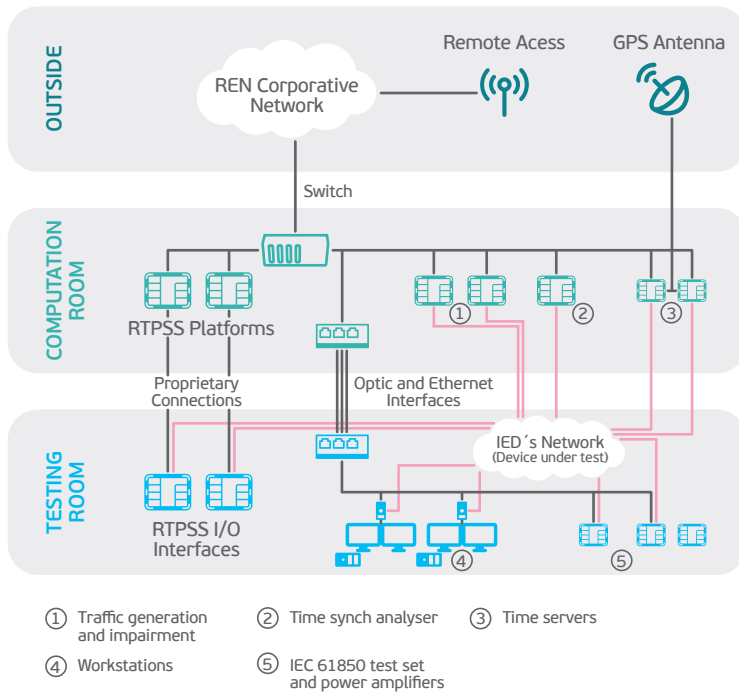 OUTSIDE
REN Corporative
Network
Remote Acess
GPS Antenna
Switch
COMPUTATION
ROOM
RTPSS Platforms
1
2
3
Proprietary
Connections
Optic and Ethernet
Interfaces
TESTING
ROOM
IED´s Network
(Device under test)
RTPSS I/O
Interfaces
4
5
1 Traffic generation
and impairment
2 Time synch analyser
3 Time servers
4 Workstations
5 IEC 61850 test set
and power amplifiers